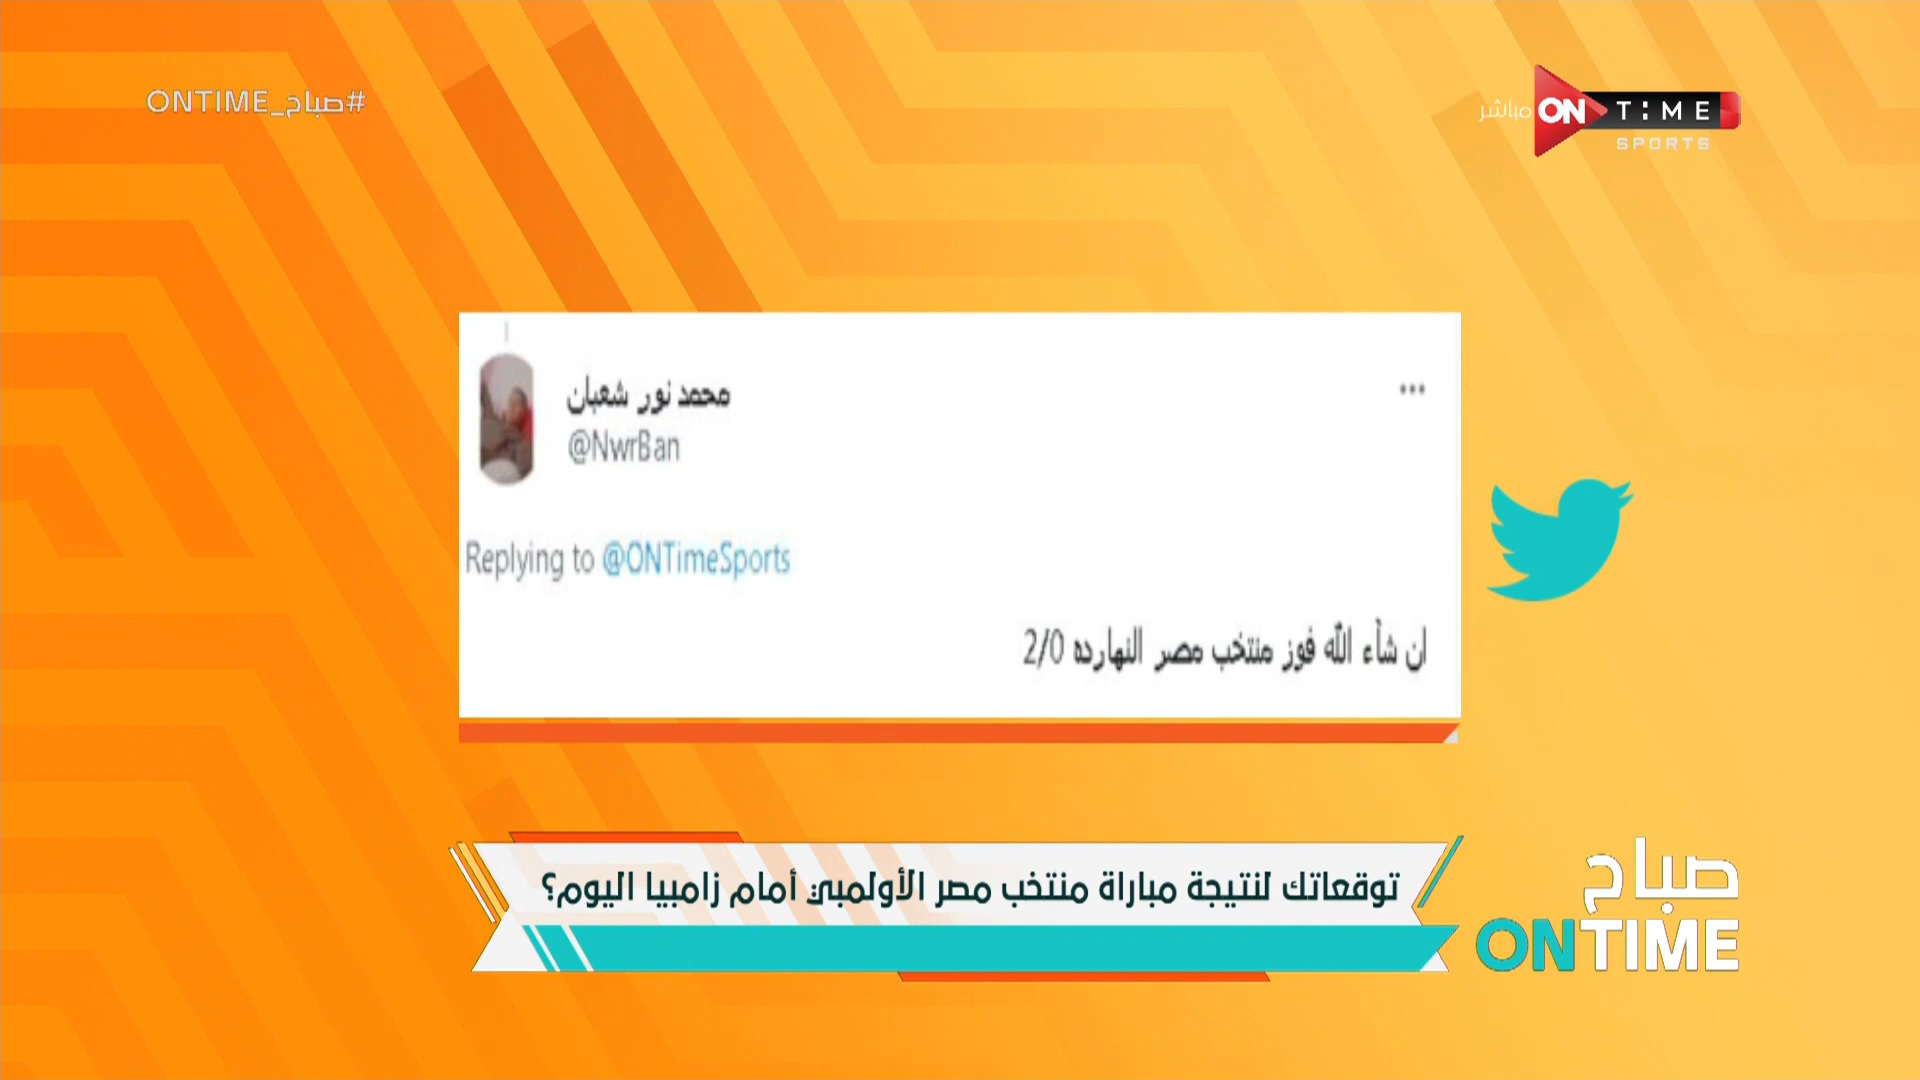 #صباح_ONTIME
مباشر ON TIME
SPORTS
محمد نور شعبان
@NwrBan
Replying to @ONTimeSports
ان شآء الله فوز منتخب مصر النهارده 2/0
توقعاتك لنتيجة مباراة منتخب مصر الأولمبي أمام زامبيا اليوم؟
صباح
ONTIME